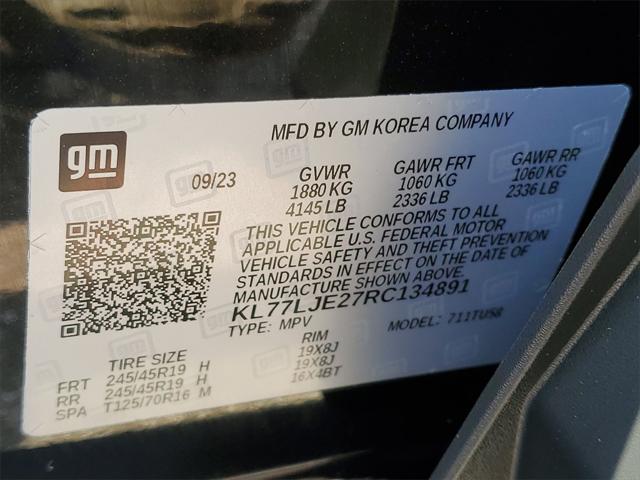 gm
MFD BY GM KOREA COMPANY
09/23
GVWR GAWR FRT GAWR RR
1880 KG 1060 KG 1060 KG
4145 LB 2336 LB 2336 LB
THIS VEHICLE CONFORMS TO ALL
APPLICABLE U.S. FEDERAL MOTOR
VEHICLE SAFETY AND THEFT PREVENTION
STANDARDS IN EFFECT ON THE DATE OF
MANUFACTURE SHOWN ABOVE.
KL77LJE27RC134891
TYPE: MPV MODEL: 711TUS8
TIRE SIZE RIM
FRT 245/45R19 H 19X8J
RR 245/45R19 H 19X8J
SPA T125/70R16 M 16X4BT